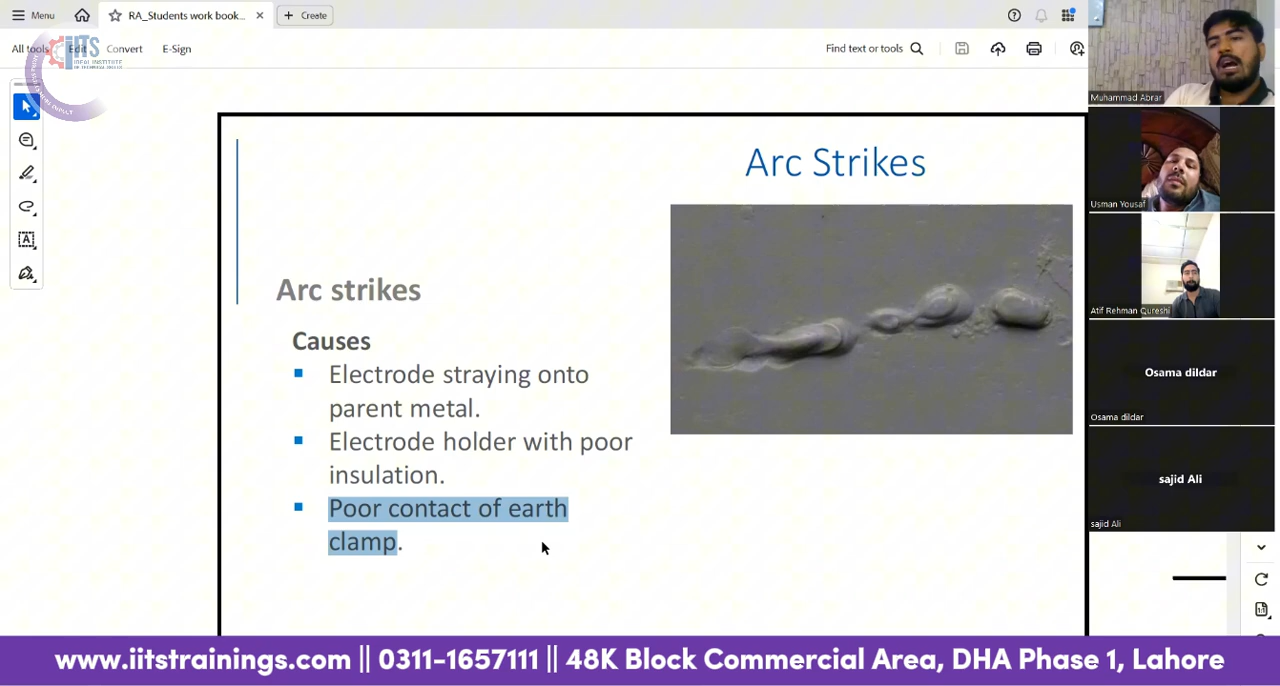 Menu
RA_Students work book...
Create
All tools
Edit
Convert
E-Sign
Find text or tools
IITS
IDEAL INSTITUTE
Arc Strikes
Arc strikes
Causes
Electrode straying onto
parent metal.
Electrode holder with poor
insulation.
Poor contact of earth
clamp.
Muhammad Abrar
Usman Yousaf
Atif Rehman Qureshi
Osama dildar
Osama dildar
sajid Ali
sajid Ali
www.iitstrainings.com || 0311-1657111 || 48K Block Commercial Area, DHA Phase 1, Lahore